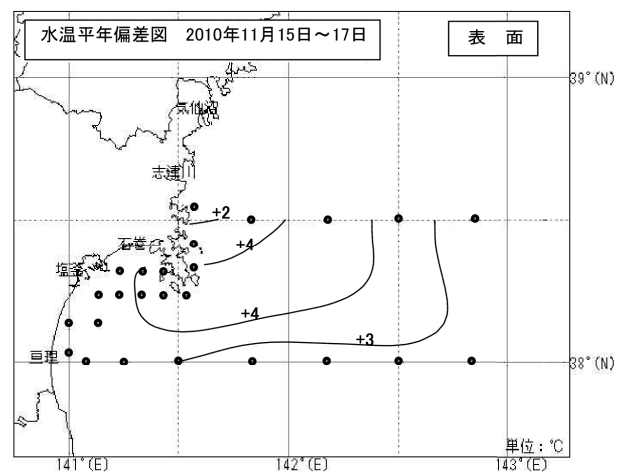 水温平年偏差図 2010年11月15日～17日
表 面
39°(N)
気仙沼
志津川
+2
石巻
+4
塩釜
+4
+3
亘理
38°(N)
単位:℃
141°(E)
142°(E)
143°(E)